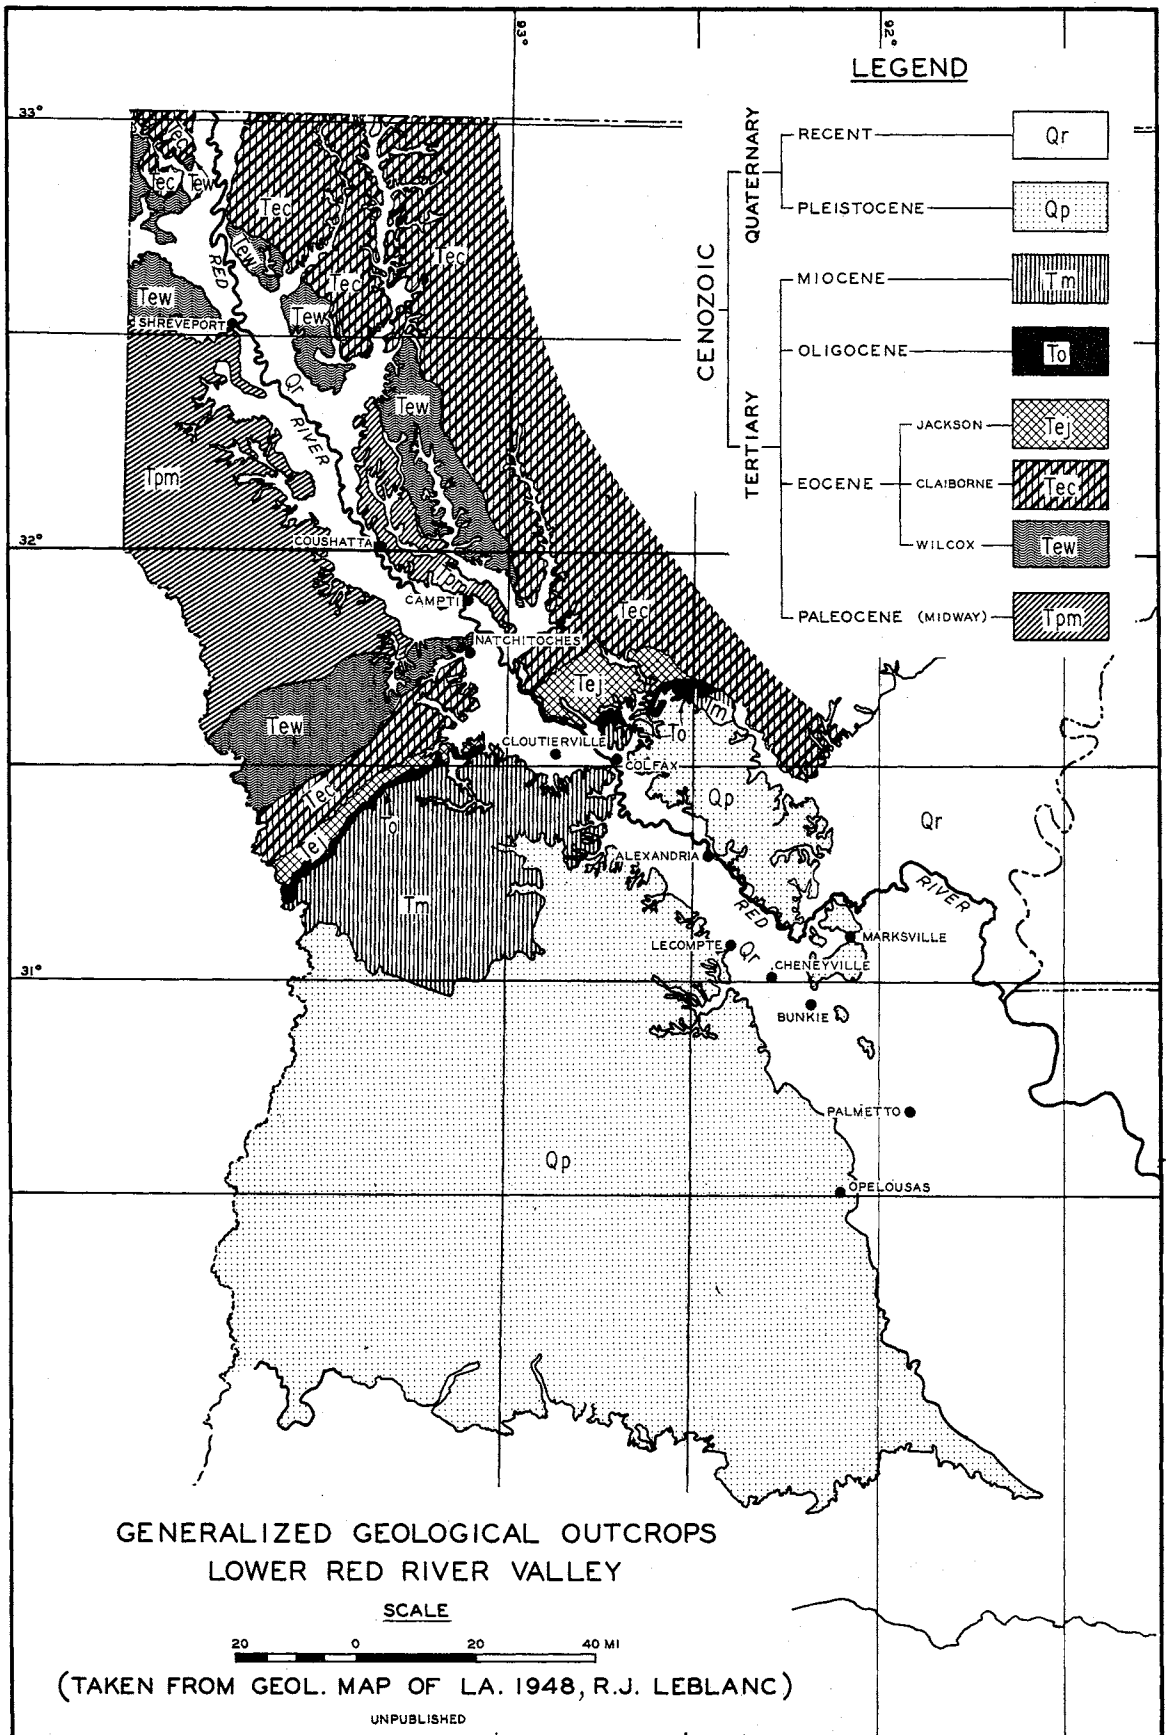 93°
92°
LEGEND
33°
CENOZOIC
QUATERNARY
RECENT
Qr
PLEISTOCENE
Qp
TERTIARY
MIOCENE
Tm
OLIGOCENE
To
EOCENE
JACKSON
Tej
CLAIBORNE
Tec
WILCOX
Tew
PALEOCENE (MIDWAY)
Tpm
Tec
Tec
Tew
Tec
Tew
Tec
Tec
RED
Tew
Tew
SHREVEPORT
Qr
RIVER
Tew
Tpm
32°
COUSHATTA
Tpm
CAMPTI
Tec
NATCHITOCHES
Tej
Tm
To
Tew
CLOUTIERVILLE
COLFAX
Tec
Qp
Qr
To
Tej
ALEXANDRIA
RIVER
RED
Tm
LECOMPTE
Qr
MARKSVILLE
CHENEYVILLE
31°
BUNKIE
PALMETTO
Qp
OPELOUSAS
GENERALIZED GEOLOGICAL OUTCROPS
LOWER RED RIVER VALLEY
SCALE
20 0 20 40 MI
(TAKEN FROM GEOL. MAP OF LA. 1948, R.J. LEBLANC)
UNPUBLISHED